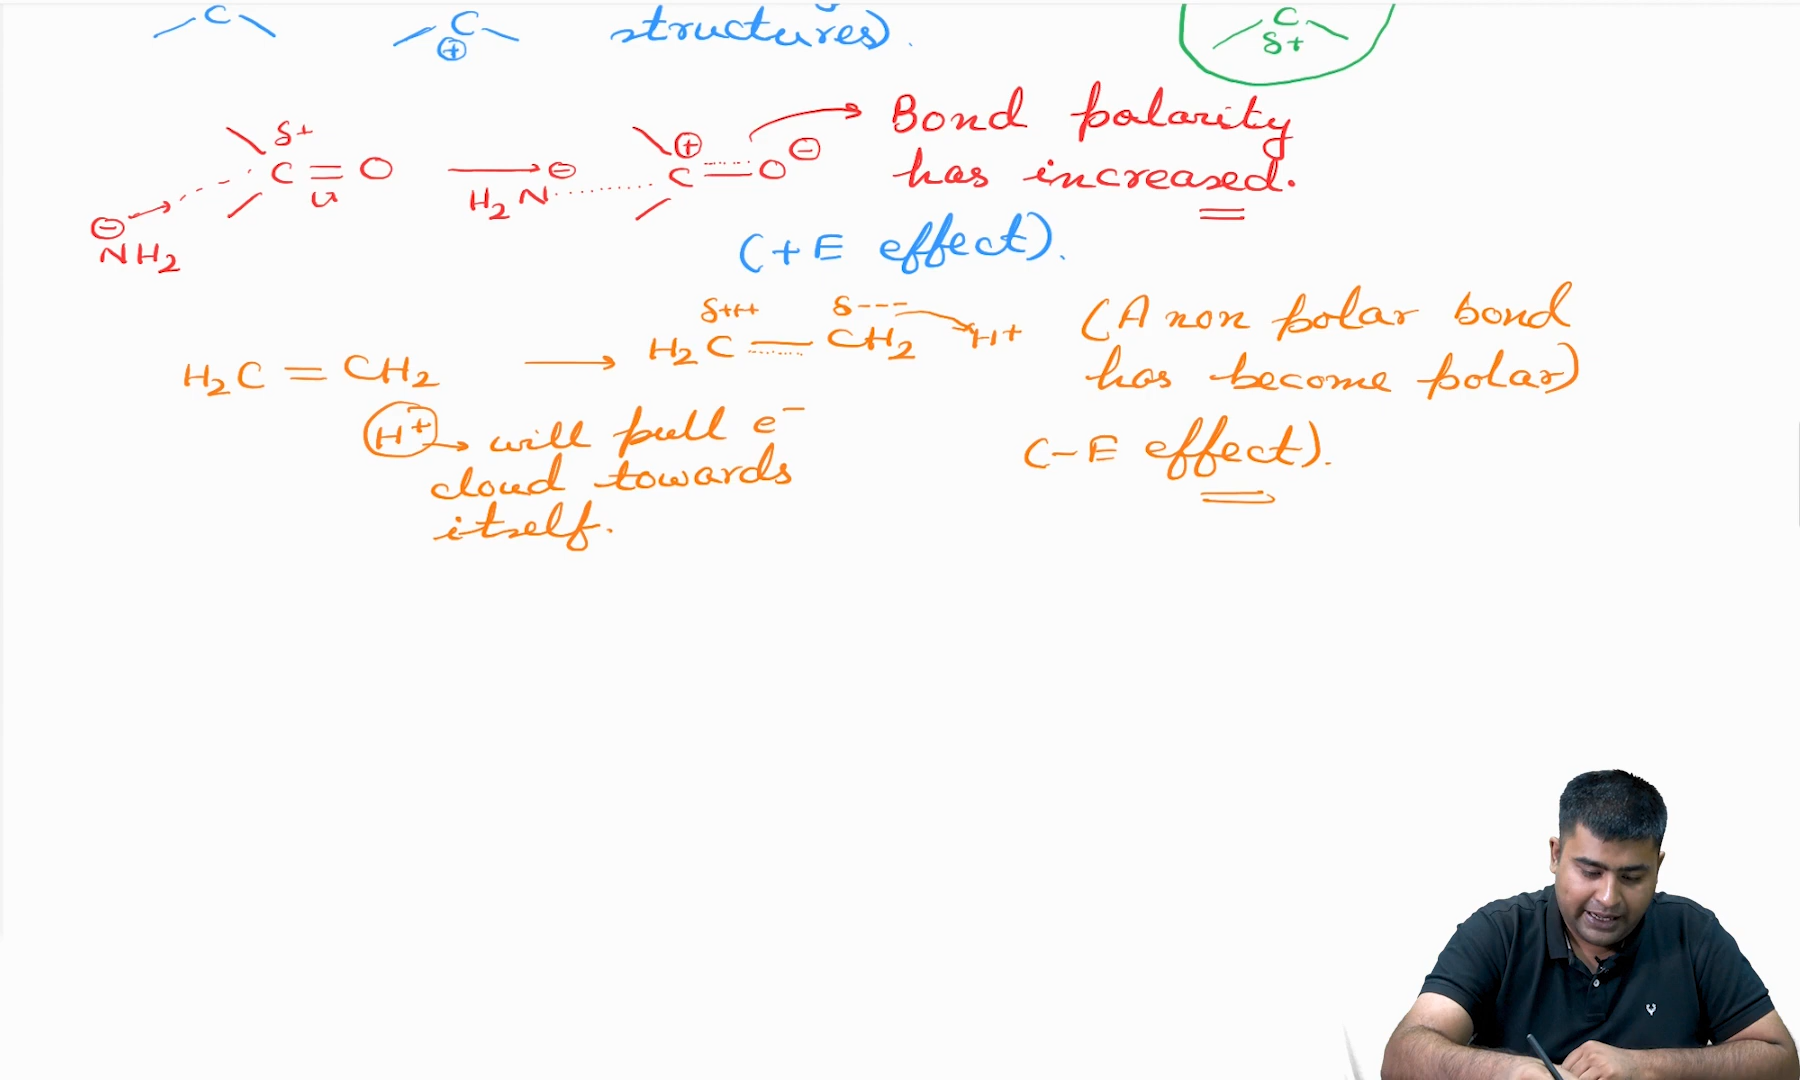 C C structures).
⊕
C
δ+
δ+
C = O ⟶ H₂N⊖ ........ C⊕ = O⊖ → Bond polarity
⊖NH₂ has increased.
(+E effect).
H₂C = CH₂ ⟶ H₂C = CH₂ H+ (A non polar bond
δ+++ δ---
has become polar)
H+ → will pull e⁻ (-E effect).
cloud towards
itself.